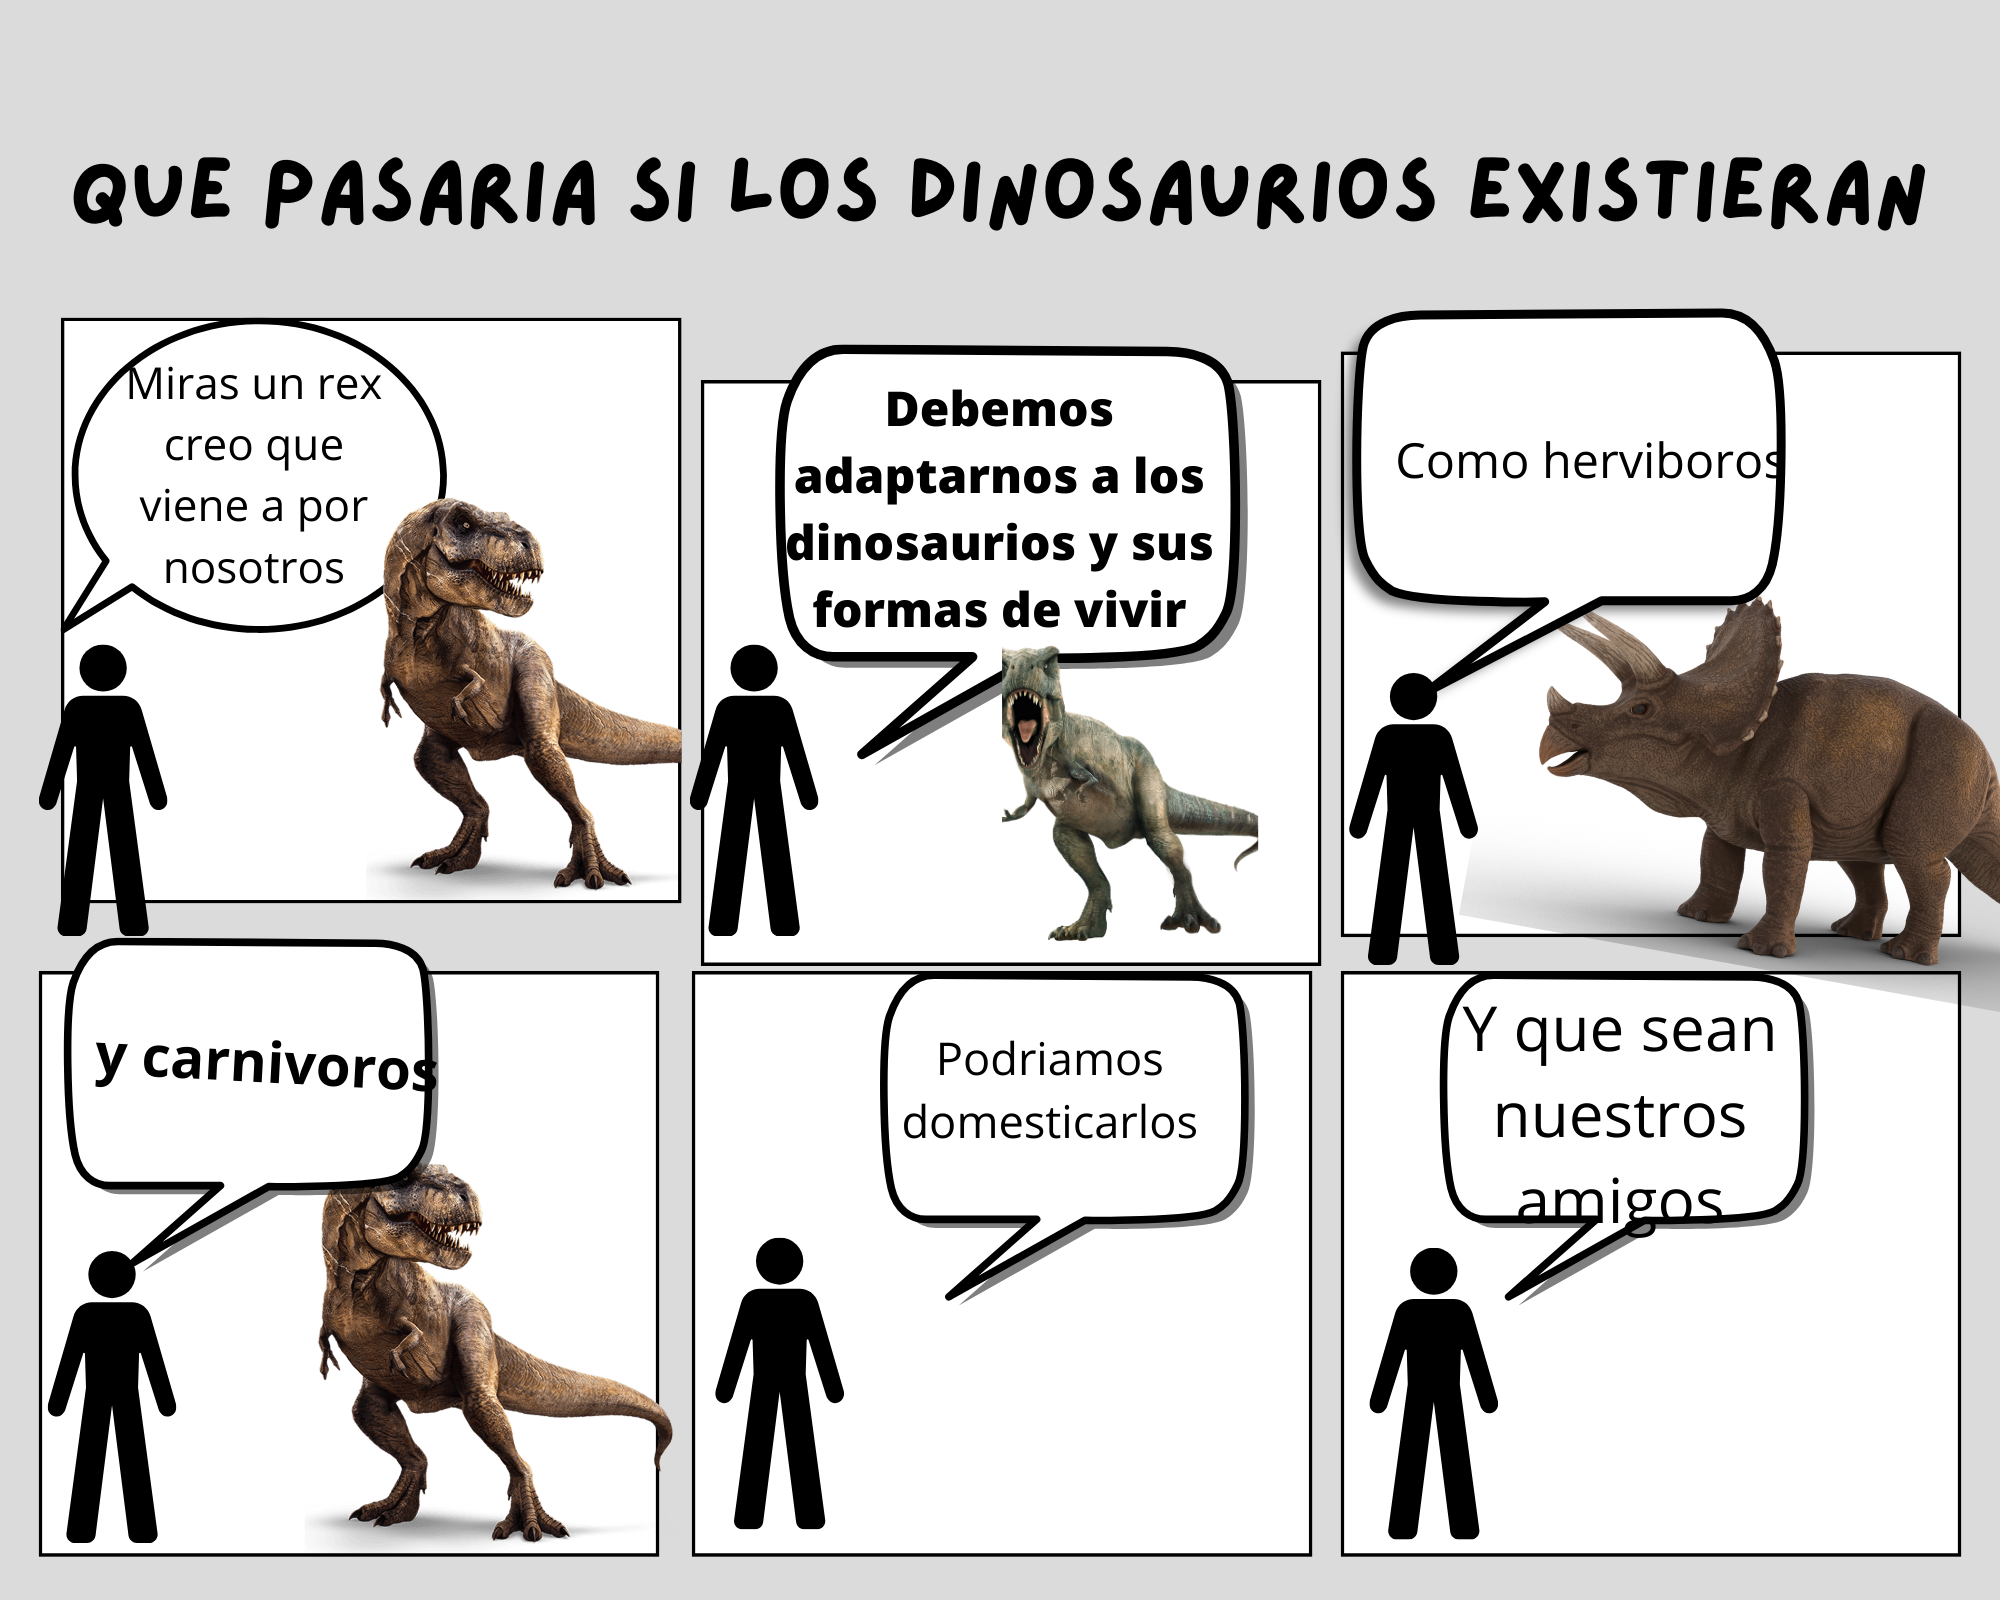 QUE PASARIA SI LOS DINOSAURIOS EXISTIERAN
Miras un rex
creo que
viene a por
nosotros
Debemos
adaptarnos a los
dinosaurios y sus
formas de vivir
Como herviboros
y carnivoros
Podriamos
domesticarlos
Y que sean
nuestros
amigos